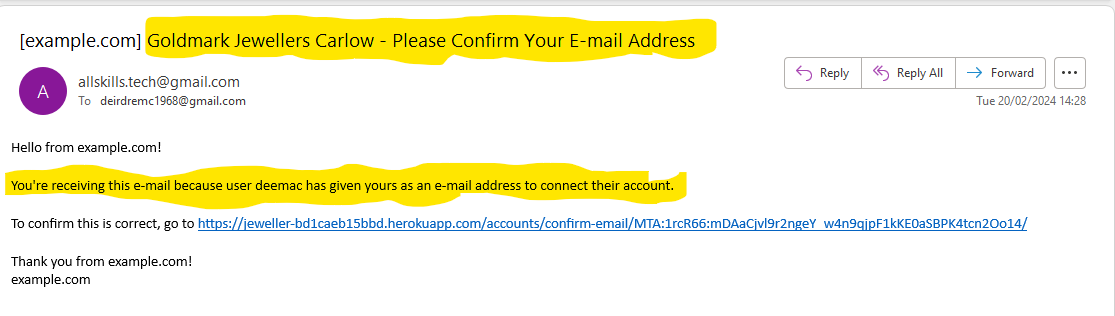 [example.com] Goldmark Jewellers Carlow - Please Confirm Your E-mail Address
A
allskills.tech@gmail.com
To deirdremc1968@gmail.com
Reply
Reply All
Forward
Tue 20/02/2024 14:28
Hello from example.com!
You're receiving this e-mail because user deemac has given yours as an e-mail address to connect their account.
To confirm this is correct, go to https://jeweller-bd1caeb15bbd.herokuapp.com/accounts/confirm-email/MTA:1rcR66:mDAaCjvl9r2ngeY_w4n9qjpF1kKE0aSBPK4tcn2Oo14/
Thank you from example.com!
example.com